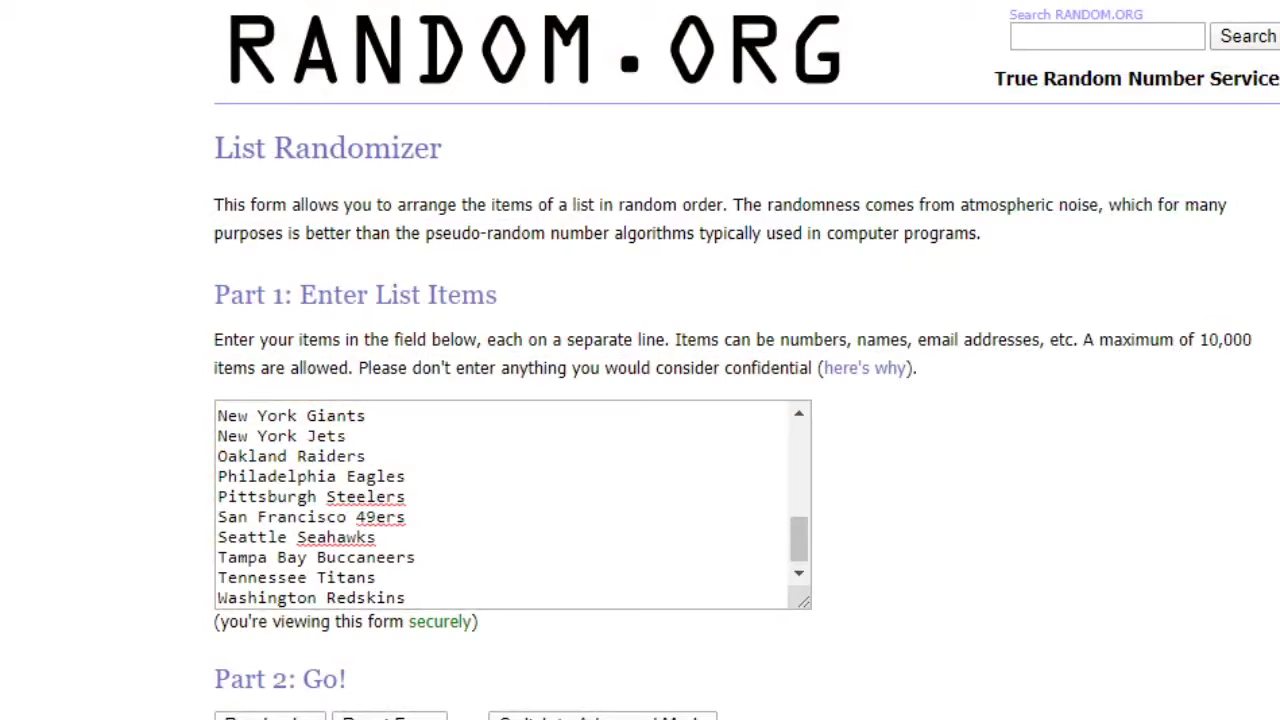 RANDOM.ORG
Search RANDOM.ORG
Search
True Random Number Service
List Randomizer
This form allows you to arrange the items of a list in random order. The randomness comes from atmospheric noise, which for many
purposes is better than the pseudo-random number algorithms typically used in computer programs.
Part 1: Enter List Items
Enter your items in the field below, each on a separate line. Items can be numbers, names, email addresses, etc. A maximum of 10,000
items are allowed. Please don't enter anything you would consider confidential (here's why).
New York Giants
New York Jets
Oakland Raiders
Philadelphia Eagles
Pittsburgh Steelers
San Francisco 49ers
Seattle Seahawks
Tampa Bay Buccaneers
Tennessee Titans
Washington Redskins
(you're viewing this form securely)
Part 2: Go!